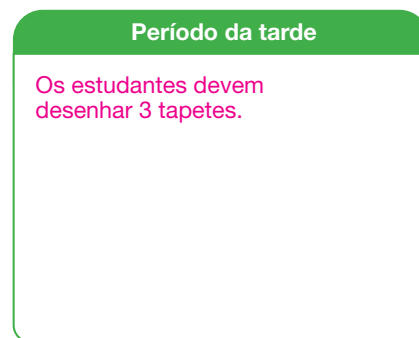 Período da tarde
Os estudantes devem
desenhar 3 tapetes.